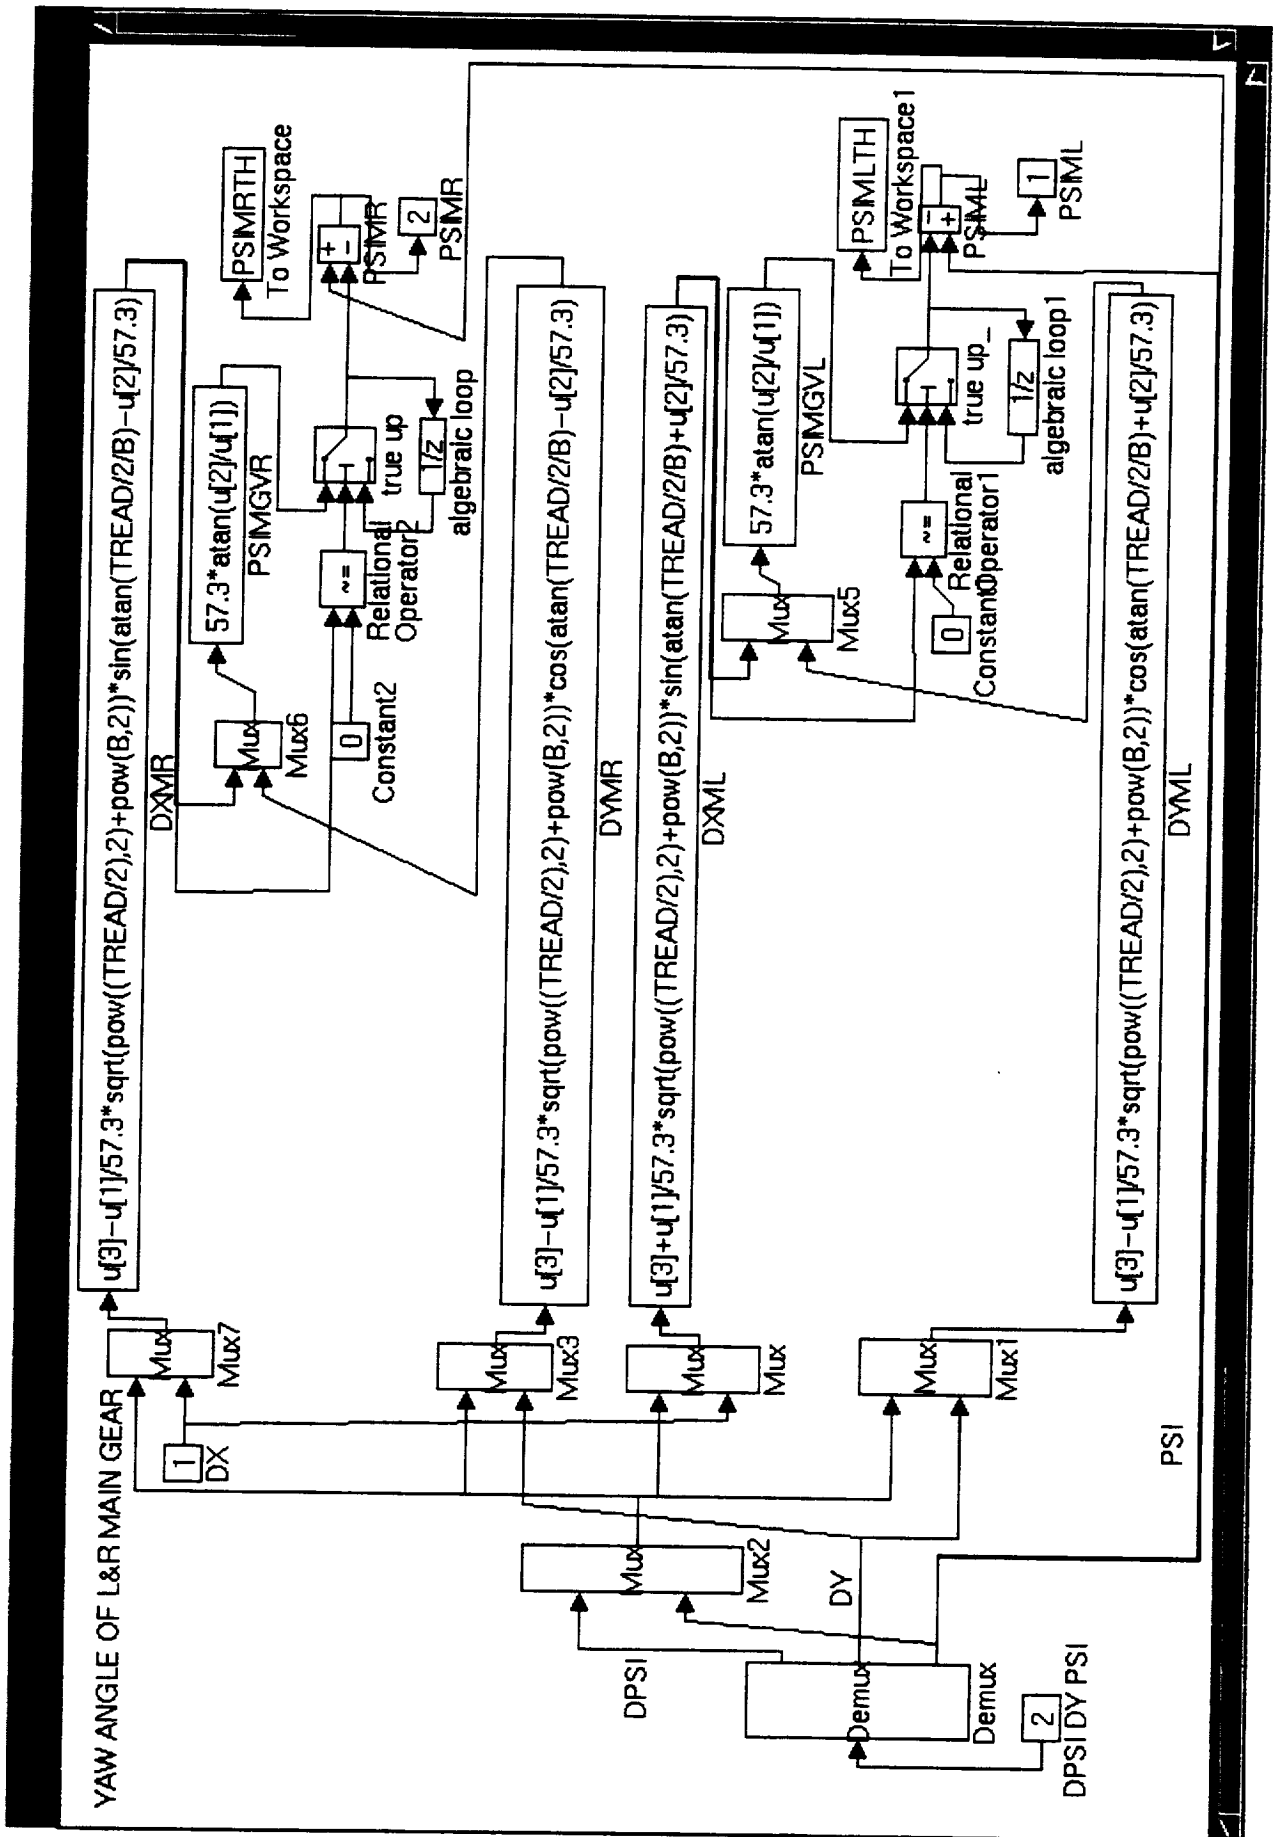 YAW ANGLE OF L&R MAIN GEAR
Mux
Mux7
u[3]-u[1]/57.3*sqrt(pow((TREAD/2),2)+pow(B,2))*sin(atan(TREAD/2/B)-u[2]/57.3)
DXMR
1
DX
Mux
Mux6
57.3*atan(u[2]/u[1])
PSIMGVR
PSIMRTH
To Workspace
0
Constant2
~=
Relational
Operator2
true up
1/z
algebraic loop
+
-
PSIMR
2
PSIMR
Mux
Mux3
u[3]-u[1]/57.3*sqrt(pow((TREAD/2),2)+pow(B,2))*cos(atan(TREAD/2/B)-u[2]/57.3)
DYMR
Mux
Mux
u[3]+u[1]/57.3*sqrt(pow((TREAD/2),2)+pow(B,2))*sin(atan(TREAD/2/B)+u[2]/57.3)
DXML
DPSI
Mux
Mux2
Mux
Mux5
57.3*atan(u[2]/u[1])
PSIMGVL
PSIMLTH
To Workspace1
Demux
Demux
DY
Mux
Mux1
0
Constant1
~=
Relational
Operator1
true up_
1/z
algebraic loop1
-
+
PSIML
1
PSIML
2
DPSI DY PSI
u[3]-u[1]/57.3*sqrt(pow((TREAD/2),2)+pow(B,2))*cos(atan(TREAD/2/B)+u[2]/57.3)
DYML
PSI